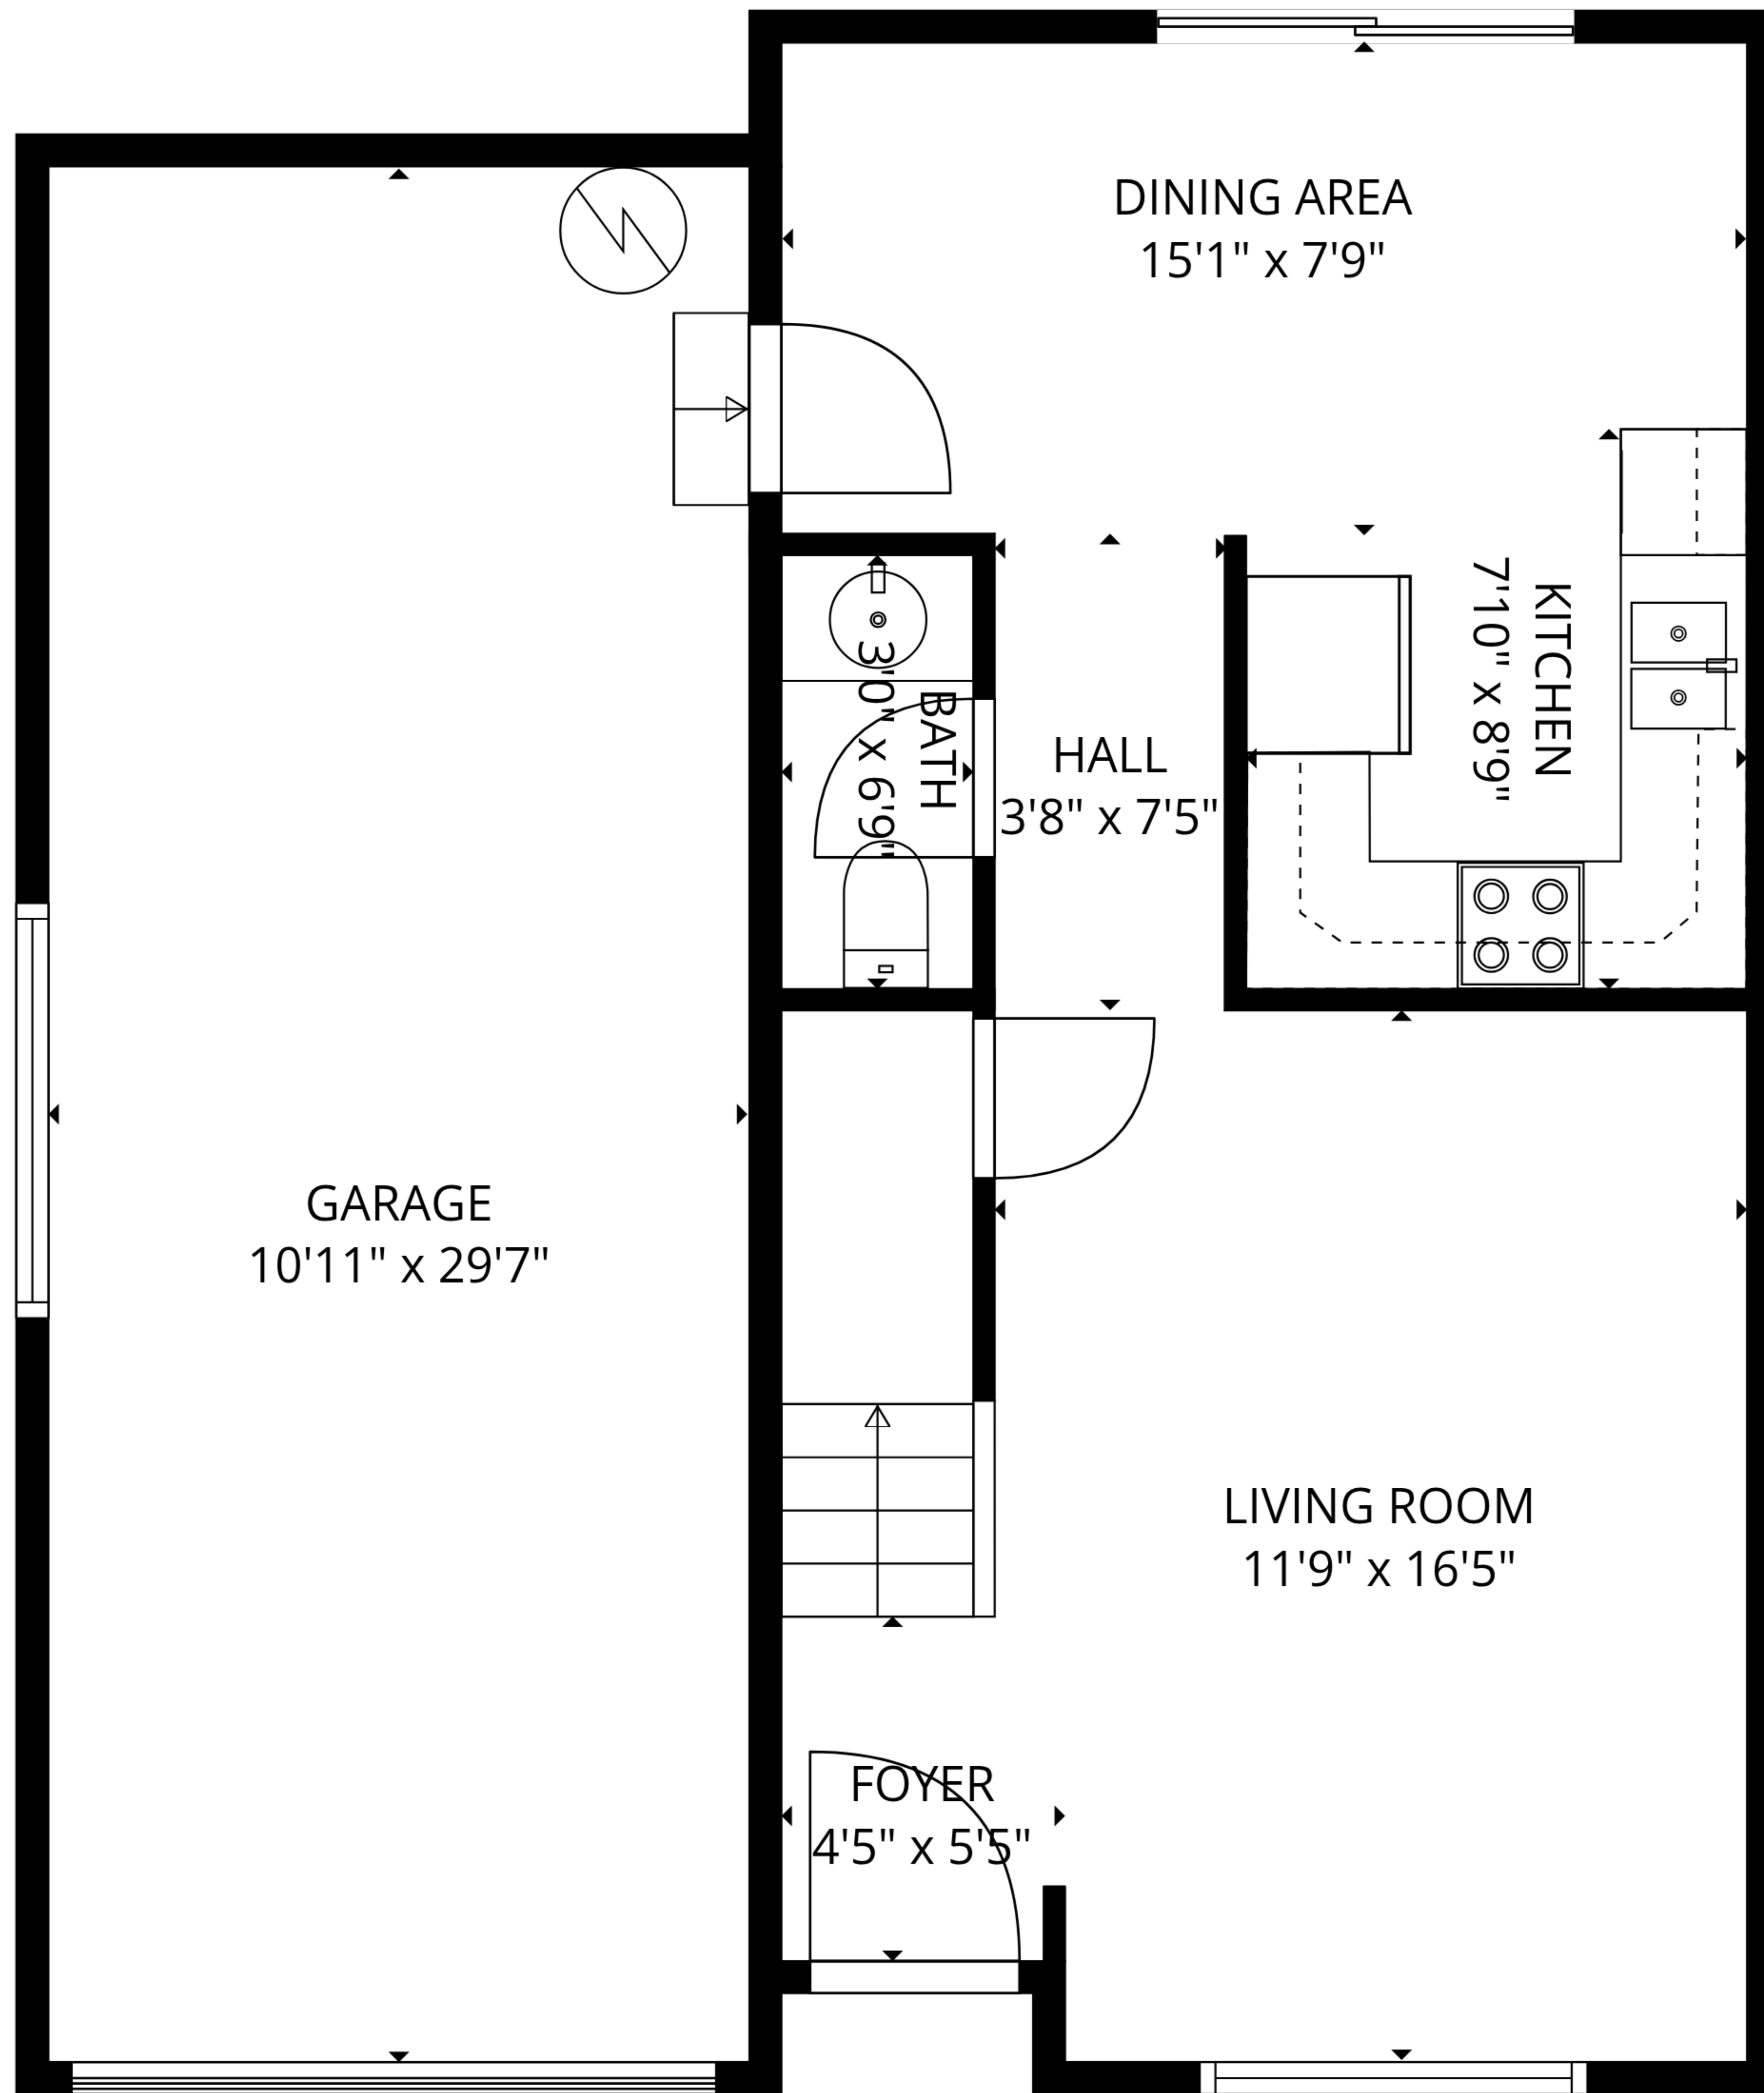 DINING AREA
15'1" x 7'9"
KITCHEN
7'10" x 8'9"
BATH
3'0" x 6'9"
HALL
3'8" x 7'5"
GARAGE
10'11" x 29'7"
LIVING ROOM
11'9" x 16'5"
FOYER
4'5" x 5'5"